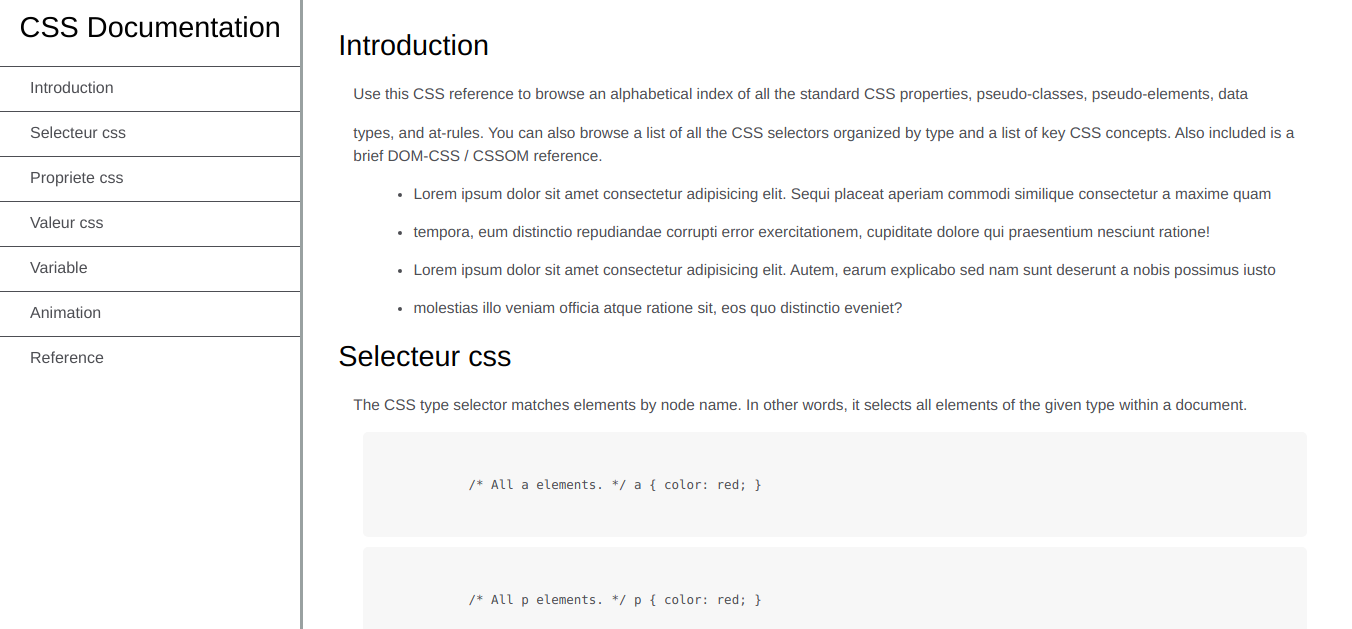 CSS Documentation
Introduction
Selecteur css
Propriete css
Valeur css
Variable
Animation
Reference
Introduction
Use this CSS reference to browse an alphabetical index of all the standard CSS properties, pseudo-classes, pseudo-elements, data
types, and at-rules. You can also browse a list of all the CSS selectors organized by type and a list of key CSS concepts. Also included is a
brief DOM-CSS / CSSOM reference.
• Lorem ipsum dolor sit amet consectetur adipisicing elit. Sequi placeat aperiam commodi similique consectetur a maxime quam
• tempora, eum distinctio repudiandae corrupti error exercitationem, cupiditate dolore qui praesentium nesciunt ratione!
• Lorem ipsum dolor sit amet consectetur adipisicing elit. Autem, earum explicabo sed nam sunt deserunt a nobis possimus iusto
• molestias illo veniam officia atque ratione sit, eos quo distinctio eveniet?
Selecteur css
The CSS type selector matches elements by node name. In other words, it selects all elements of the given type within a document.
/* All a elements. */ a { color: red; }
/* All p elements. */ p { color: red; }